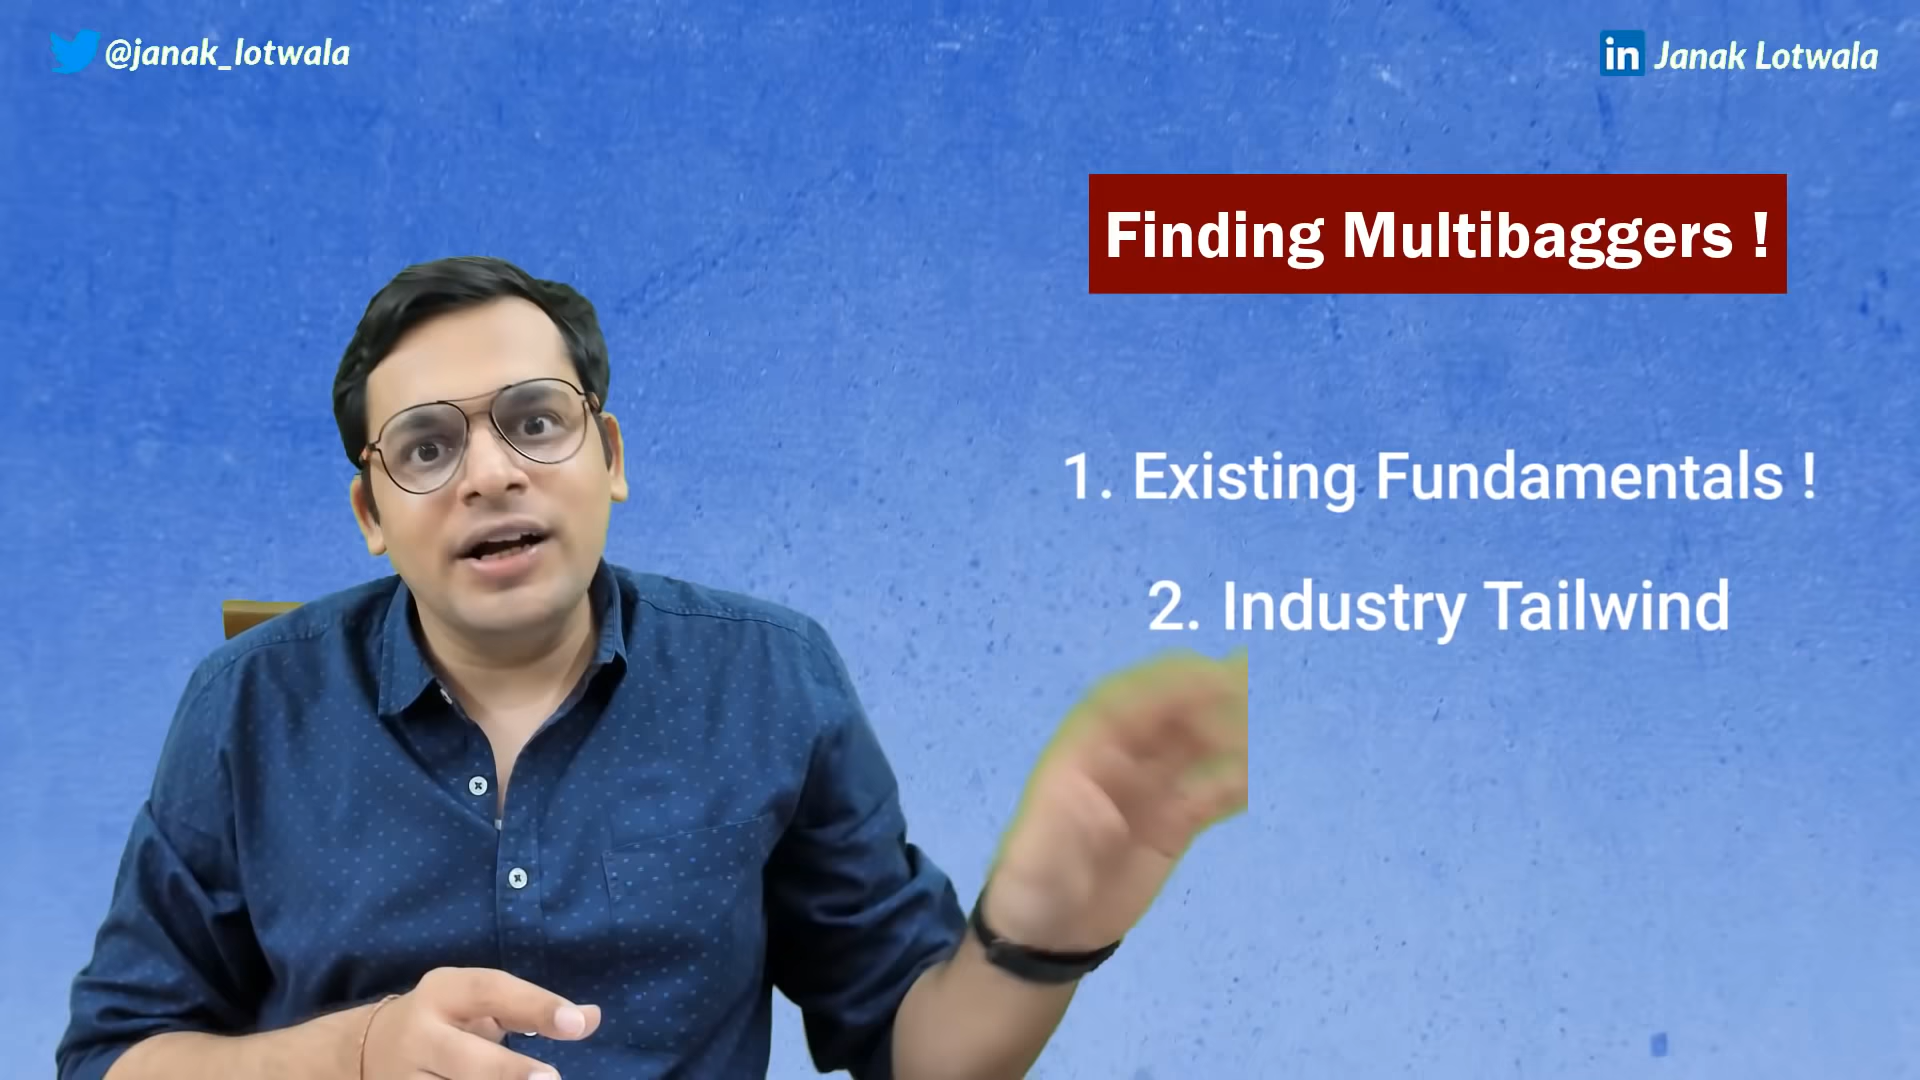 @janak_lotwala
in Janak Lotwala
Finding Multibaggers !
1. Existing Fundamentals !
2. Industry Tailwind